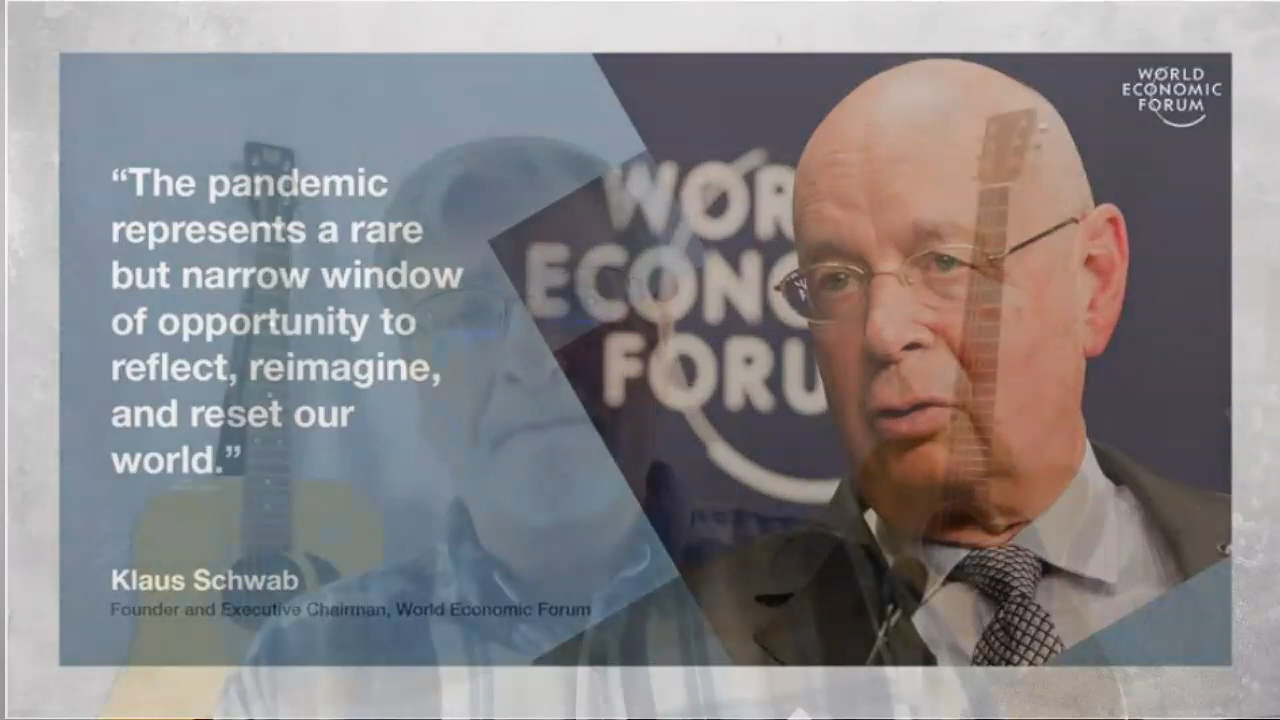 “The pandemic
represents a rare
but narrow window
of opportunity to
reflect, reimagine,
and reset our
world.”
Klaus Schwab
Founder and Executive Chairman, World Economic Forum
WOR
ECONO
FORU
WORLD
ECONOMIC
FORUM